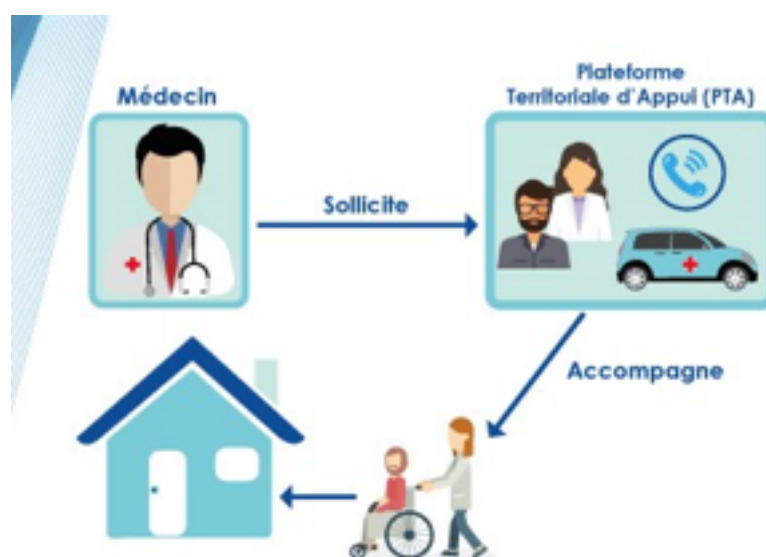 Médecin
Plateforme
Territoriale d'Appui (PTA)
Sollicite
Accompagne